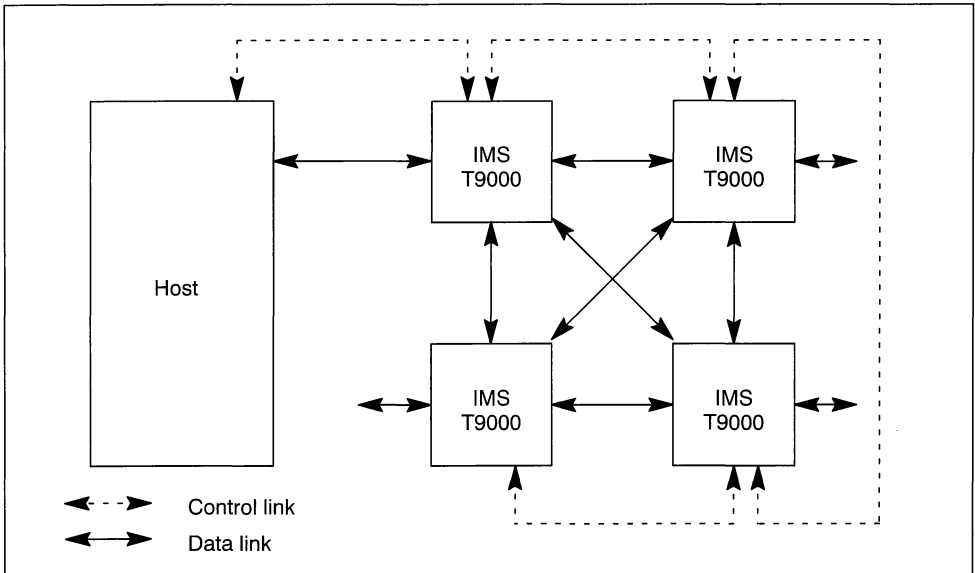 IMS
T9000
IMS
T9000
Host
IMS
T9000
IMS
T9000
Control link
Data link